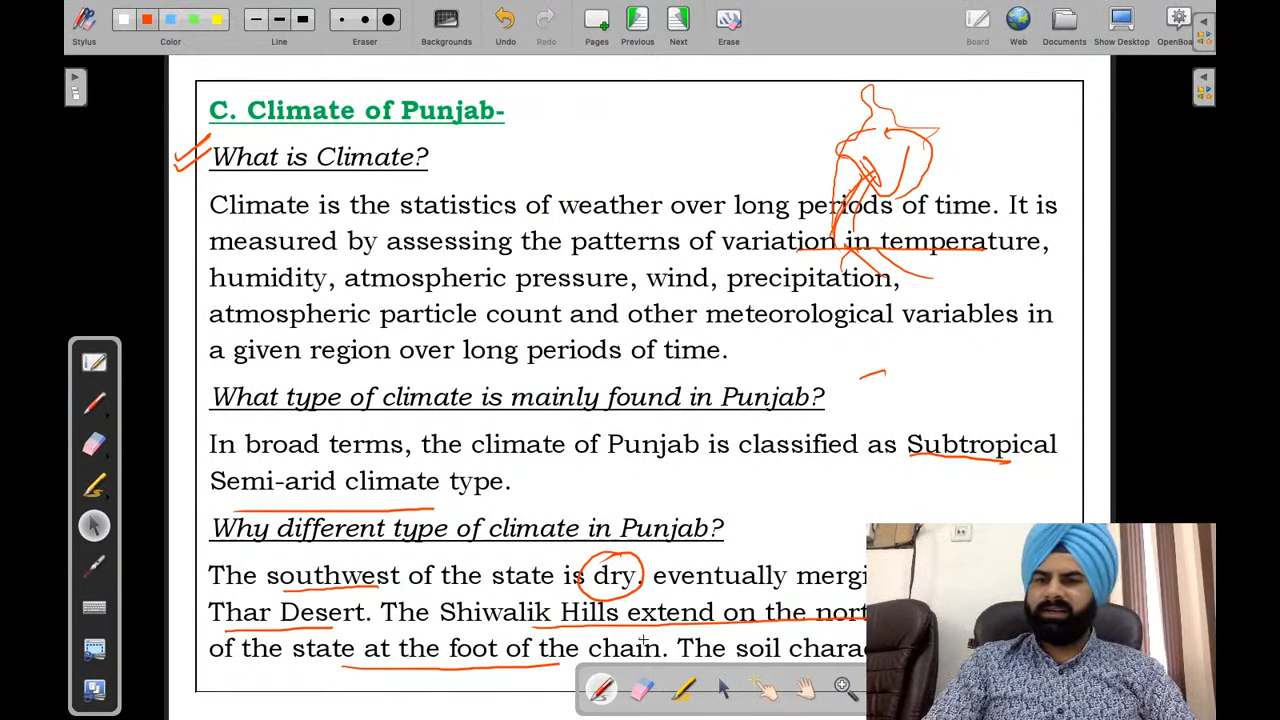 Stylus
Color
Line
Eraser
Backgrounds
Undo
Redo
Pages
Previous
Next
Erase
Board
Web
Documents
Show Desktop
OpenBoa
C. Climate of Punjab-
What is Climate?
Climate is the statistics of weather over long periods of time. It is
measured by assessing the patterns of variation in temperature,
humidity, atmospheric pressure, wind, precipitation,
atmospheric particle count and other meteorological variables in
a given region over long periods of time.
What type of climate is mainly found in Punjab?
In broad terms, the climate of Punjab is classified as Subtropical
Semi-arid climate type.
Why different type of climate in Punjab?
The southwest of the state is dry, eventually mergi
Thar Desert. The Shiwalik Hills extend on the nort
of the state at the foot of the chain. The soil charac